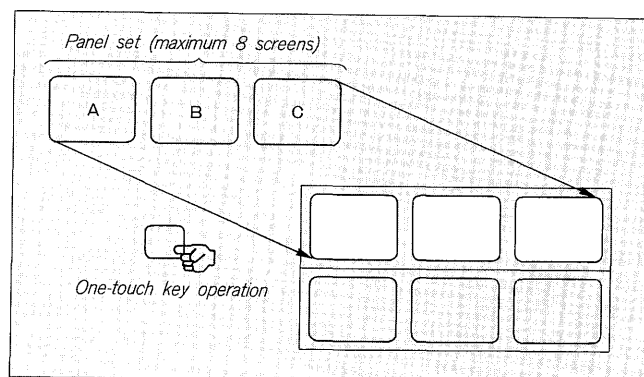 Panel set (maximum 8 screens)
A B C
One-touch key operation